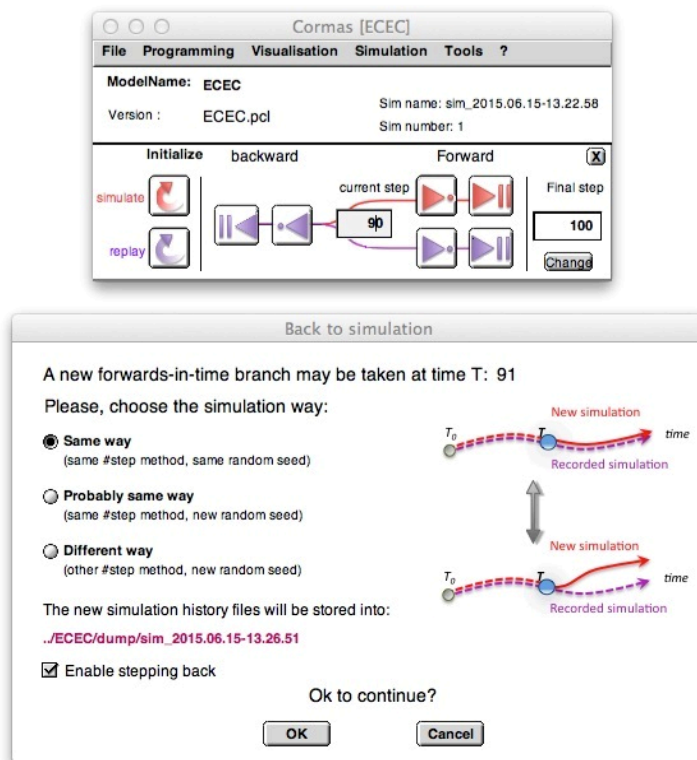 Cormas [ECEC]
File Programming Visualisation Simulation Tools ?
ModelName: ECEC
Version : ECEC.pcl
Sim name: sim_2015.06.15-13.22.58
Sim number: 1
Initialize backward Forward X
simulate current step Final step
90 100
replay Change
Back to simulation
A new forwards-in-time branch may be taken at time T: 91
Please, choose the simulation way:
Same way
(same #step method, same random seed)
Probably same way
(same #step method, new random seed)
Different way
(other #step method, new random seed)
New simulation
T0 T time
Recorded simulation
New simulation
T0 T time
Recorded simulation
The new simulation history files will be stored into:
../ECEC/dump/sim_2015.06.15-13.26.51
Enable stepping back
Ok to continue?
OK Cancel